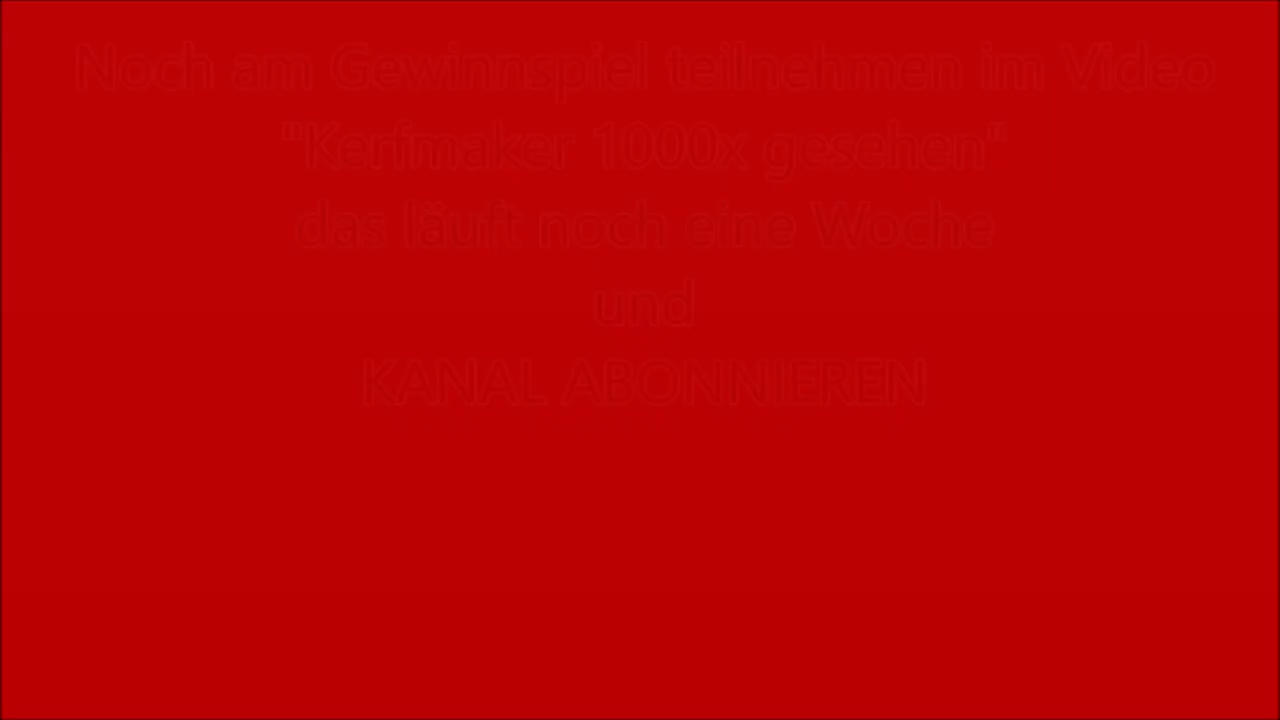 Noch am Gewinnspiel teilnehmen im Video
"Kerfmaker 1000x gesehen"
das läuft noch eine Woche
und
KANAL ABONNIEREN